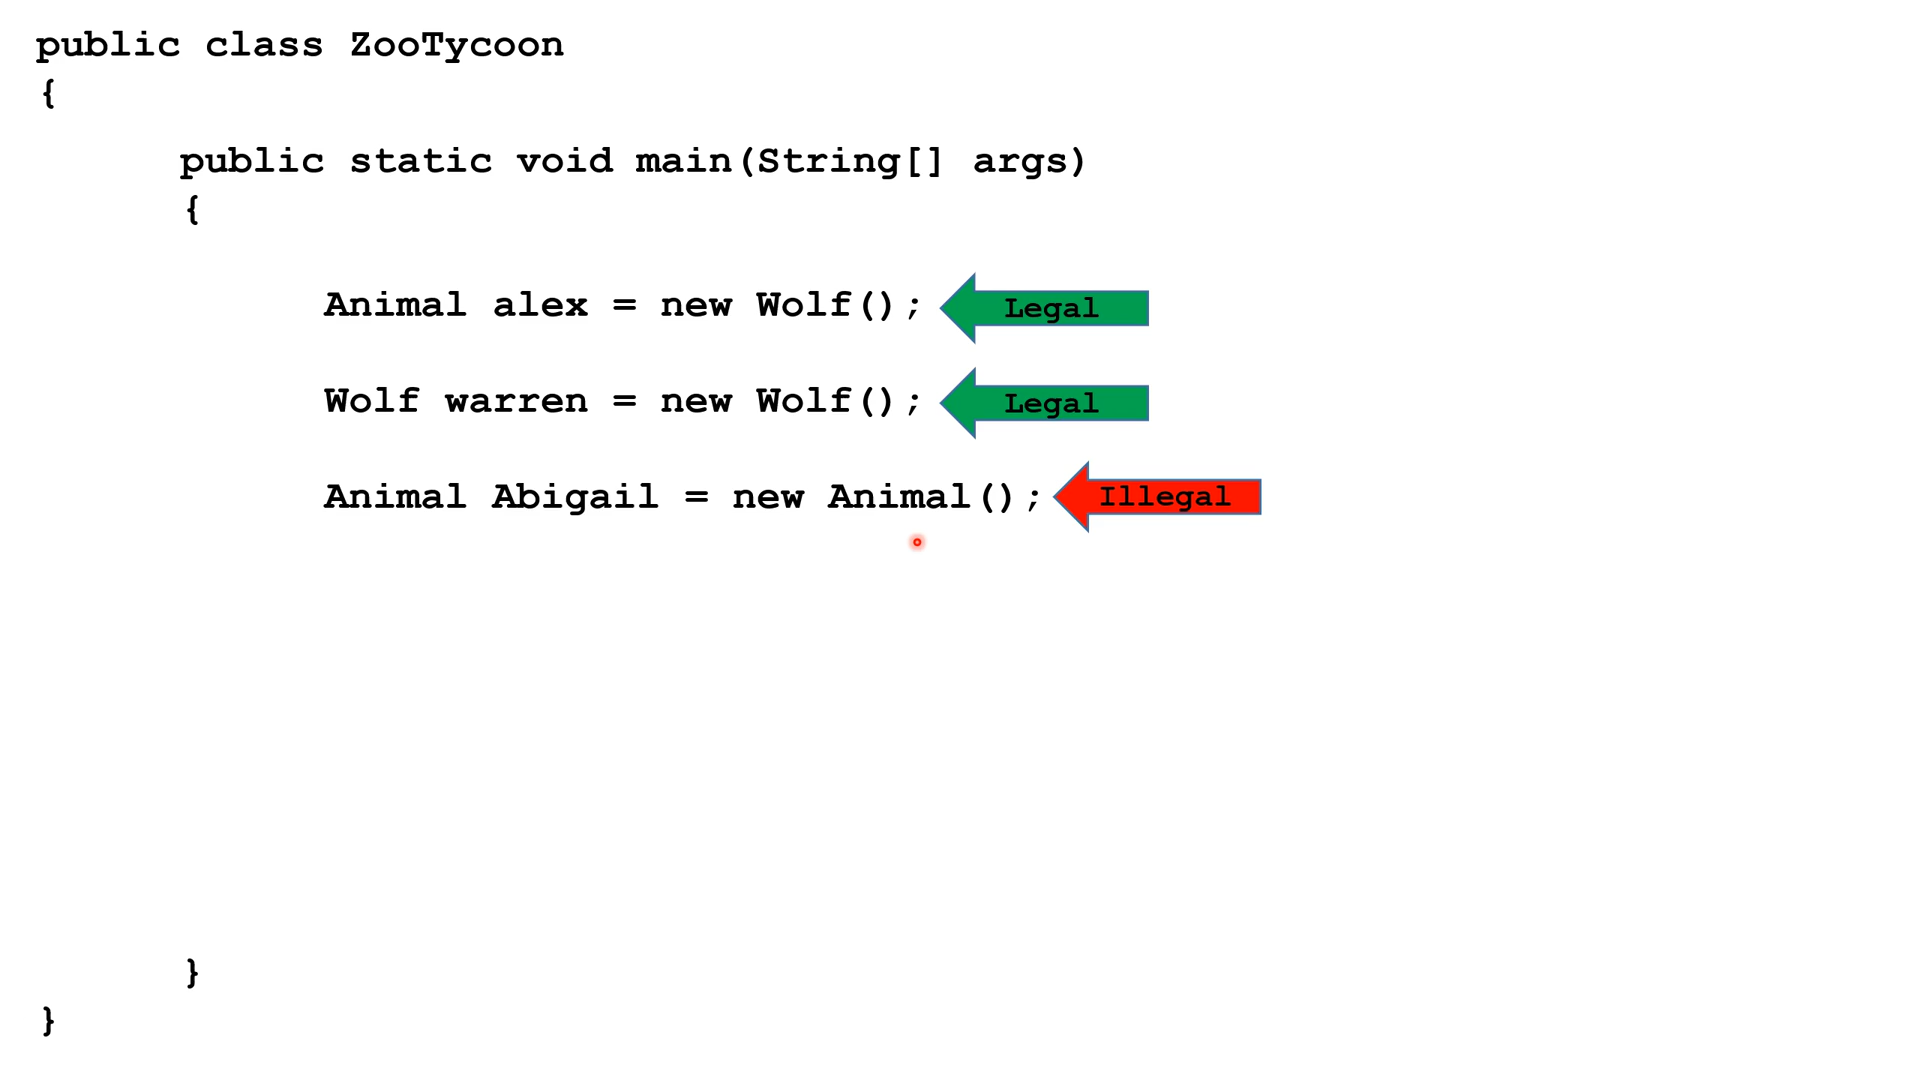 public class ZooTycoon
{
public static void main(String[] args)
{
Animal alex = new Wolf(); Legal
Wolf warren = new Wolf(); Legal
Animal Abigail = new Animal(); Illegal
}
}